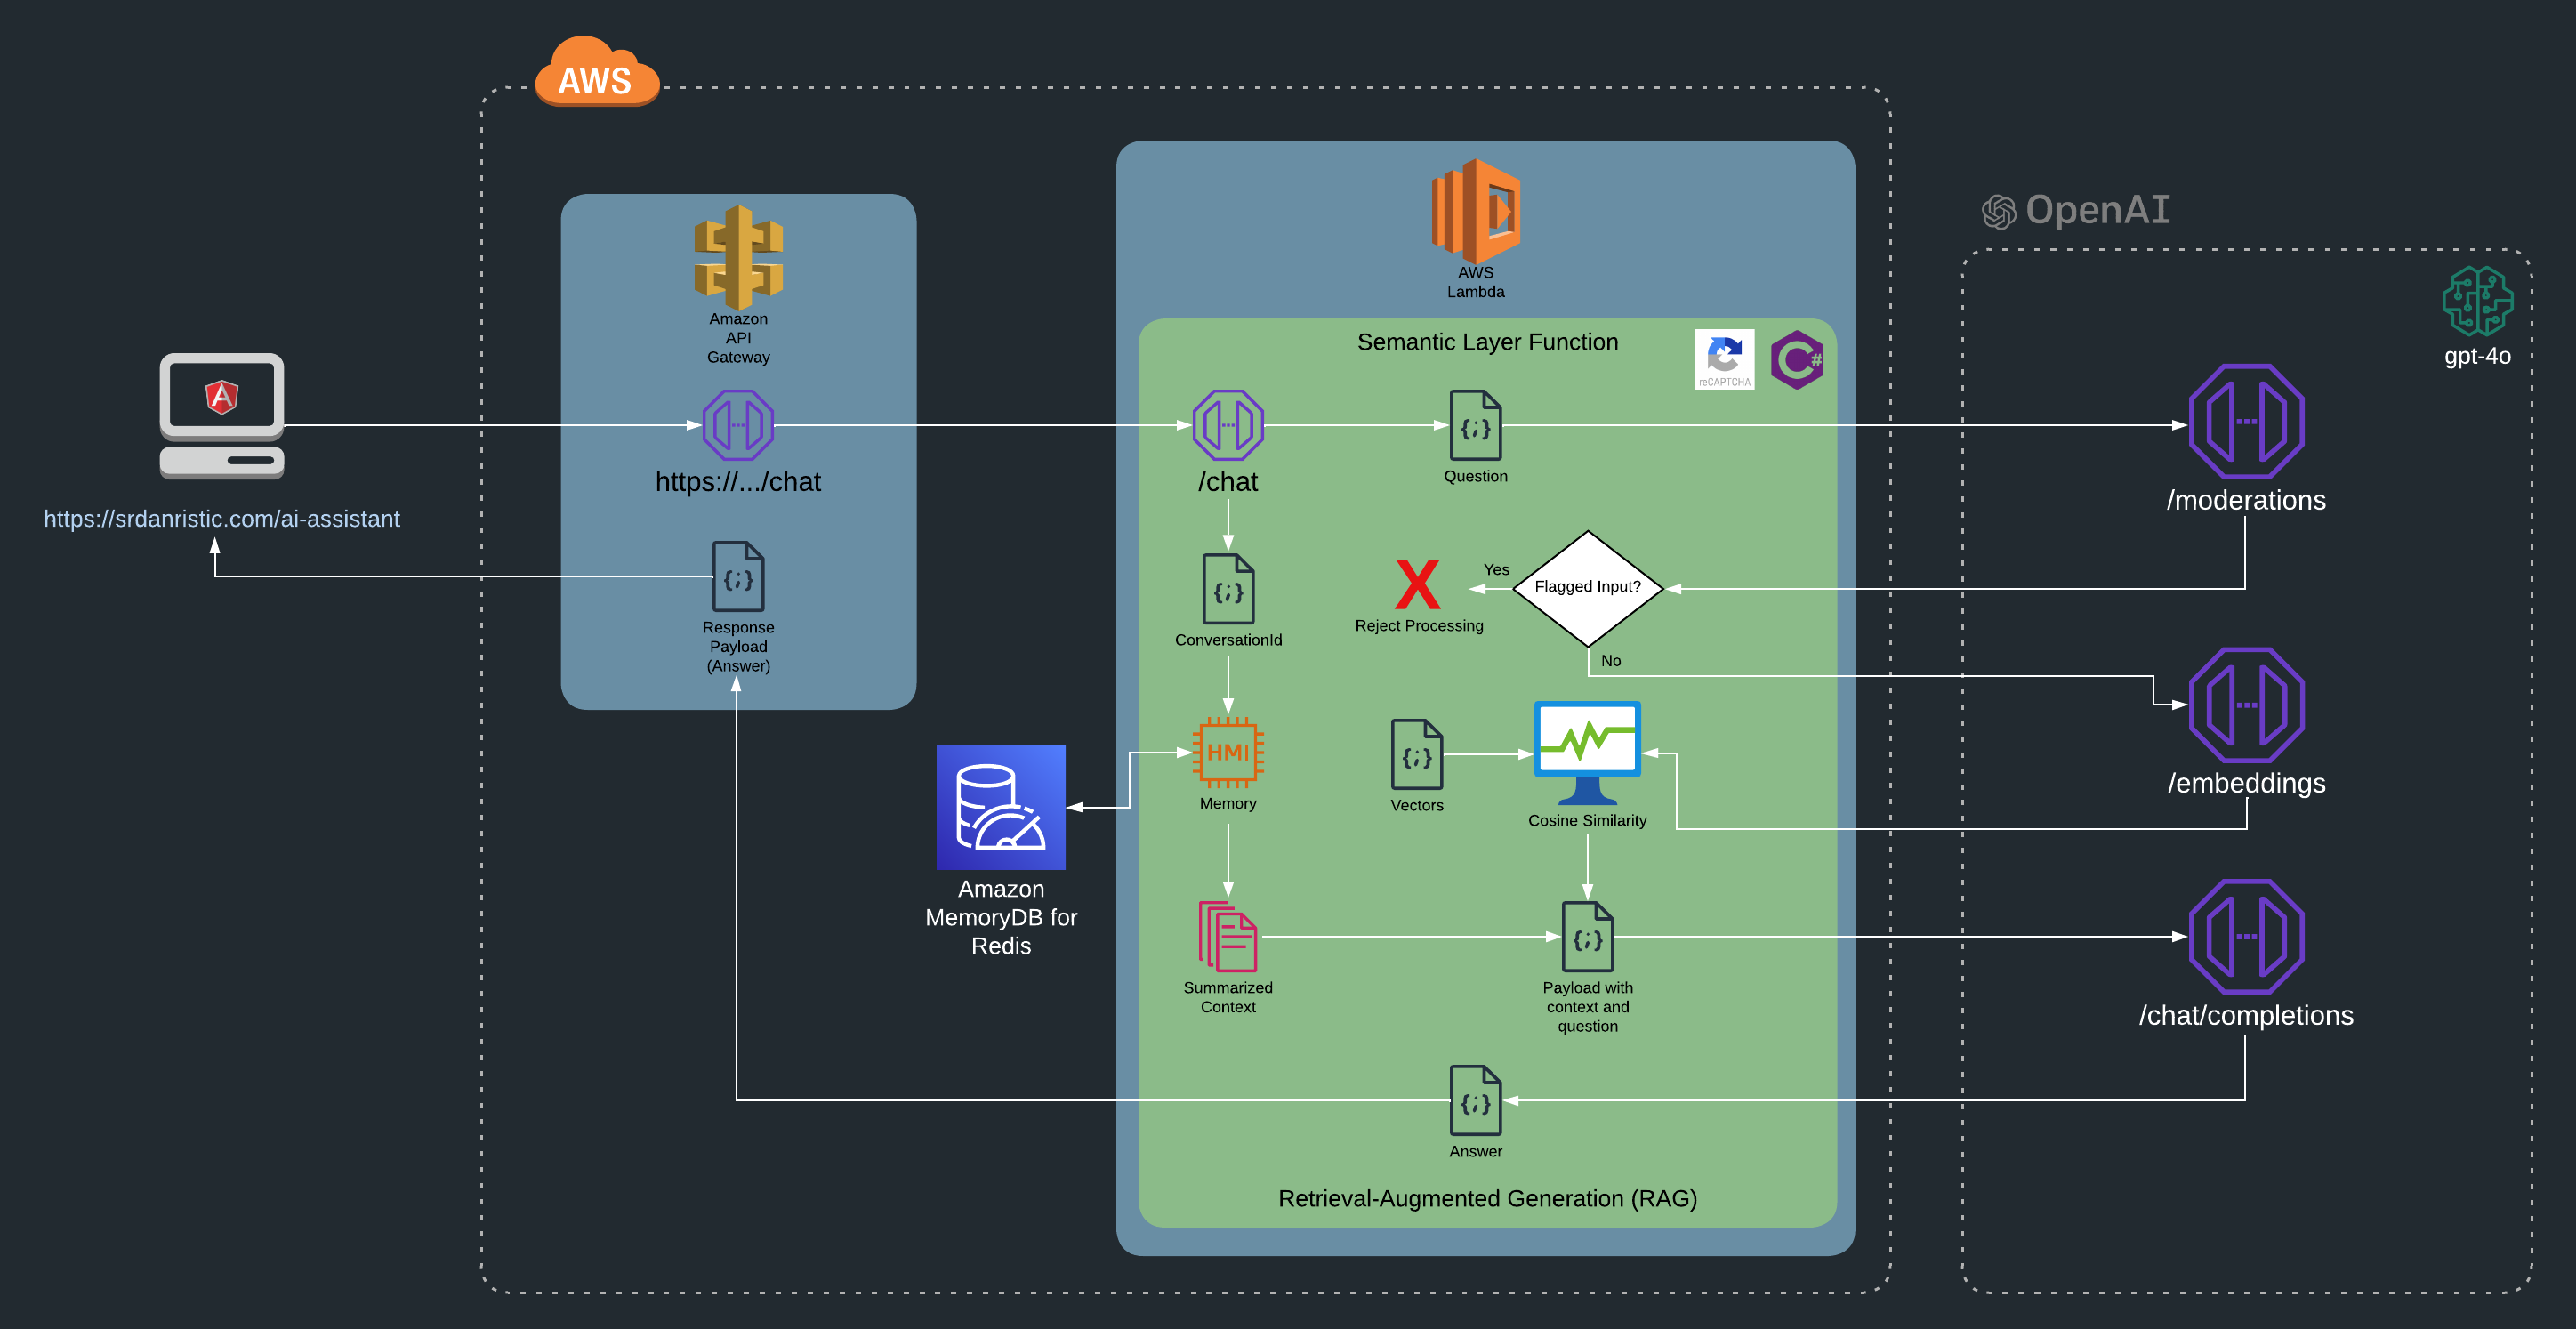 AWS
Amazon
API
Gateway
https://.../chat
https://srdanristic.com/ai-assistant
{;}
Response
Payload
(Answer)
Amazon
MemoryDB for
Redis
AWS
Lambda
Semantic Layer Function
reCAPTCHA
C#
/chat
{;}
Question
{;}
ConversationId
X
Reject Processing
Yes
Flagged Input?
No
HMI
Memory
{;}
Vectors
Cosine Similarity
Summarized
Context
{;}
Payload with
context and
question
{;}
Answer
Retrieval-Augmented Generation (RAG)
OpenAI
gpt-4o
/moderations
/embeddings
/chat/completions